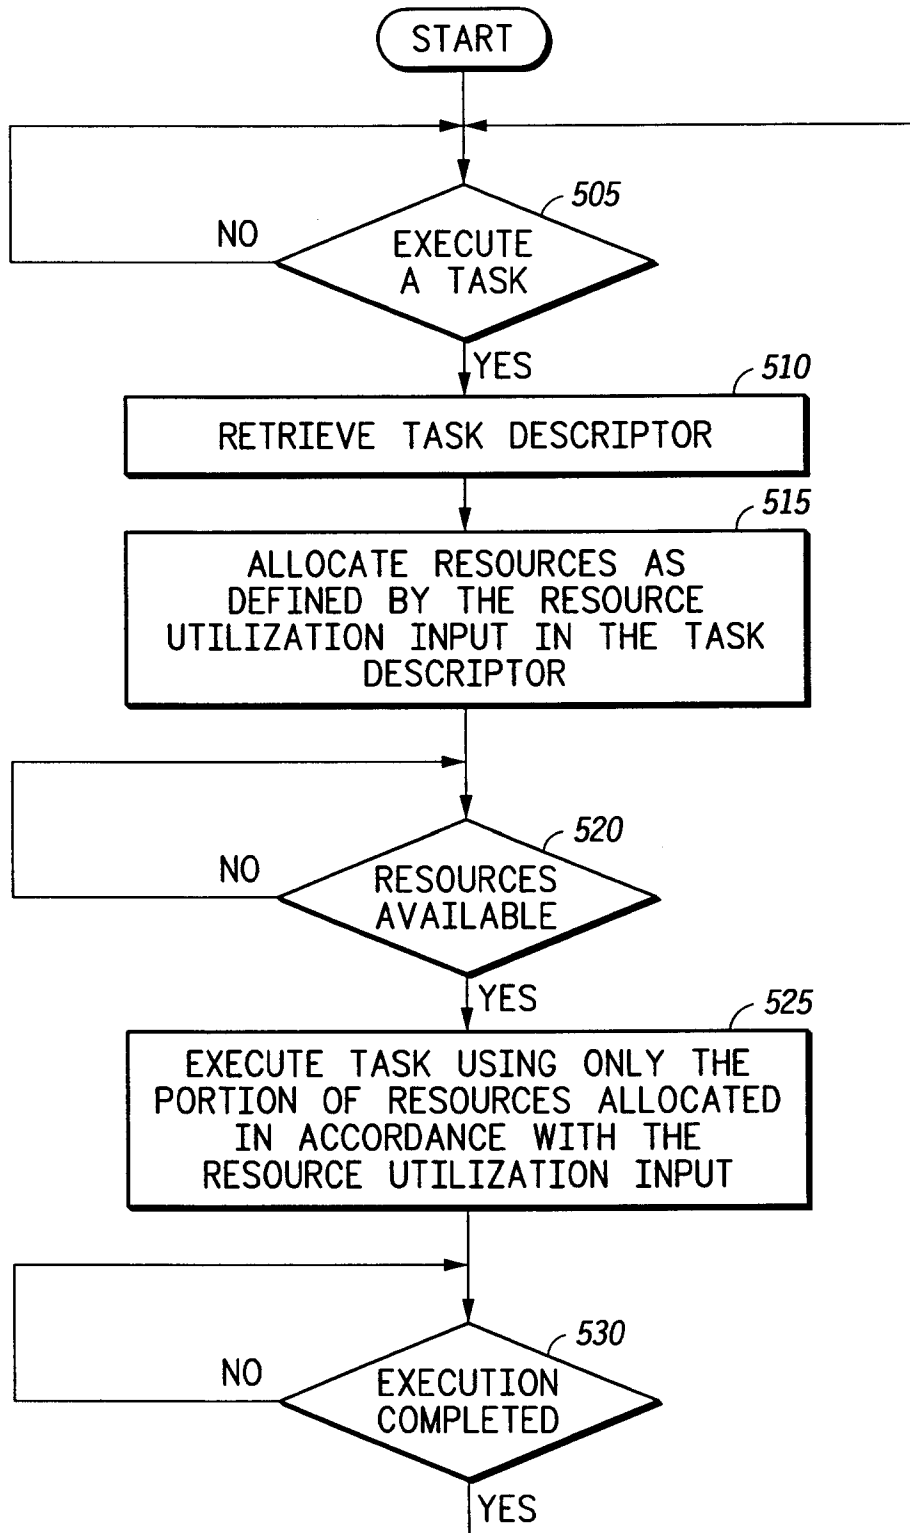 START
505
EXECUTE
A TASK
NO
YES
510
RETRIEVE TASK DESCRIPTOR
515
ALLOCATE RESOURCES AS
DEFINED BY THE RESOURCE
UTILIZATION INPUT IN THE TASK
DESCRIPTOR
520
RESOURCES
AVAILABLE
NO
YES
525
EXECUTE TASK USING ONLY THE
PORTION OF RESOURCES ALLOCATED
IN ACCORDANCE WITH THE
RESOURCE UTILIZATION INPUT
530
EXECUTION
COMPLETED
NO
YES